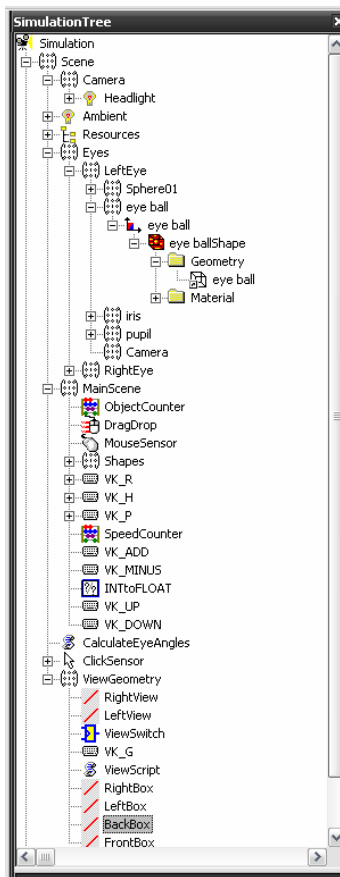 SimulationTree
Simulation
Scene
Camera
Headlight
Ambient
Resources
Eyes
LeftEye
Sphere01
eye ball
eye ball
eye ballShape
Geometry
eye ball
Material
iris
pupil
Camera
RightEye
MainScene
ObjectCounter
DragDrop
MouseSensor
Shapes
VK_R
VK_H
VK_P
SpeedCounter
VK_ADD
VK_MINUS
INTtoFLOAT
VK_UP
VK_DOWN
CalculateEyeAngles
ClickSensor
ViewGeometry
RightView
LeftView
ViewSwitch
VK_G
ViewScript
RightBox
LeftBox
BackBox
FrontBox